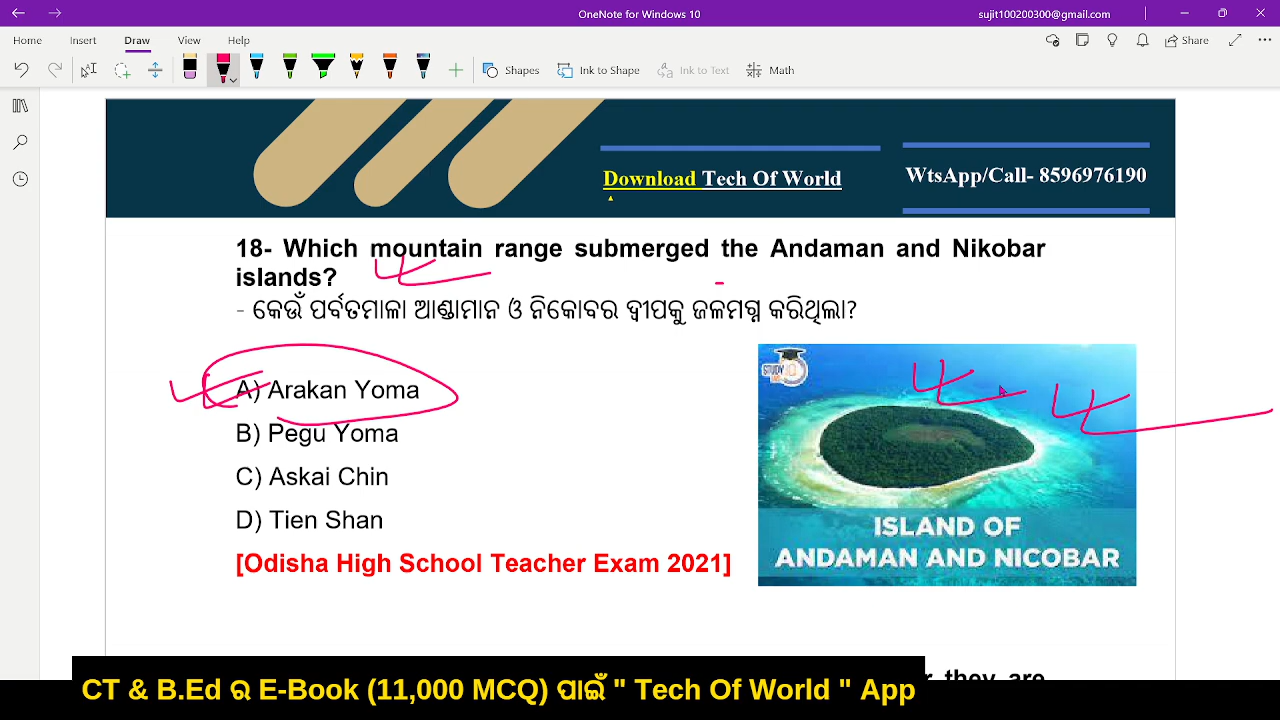 OneNote for Windows 10
sujit100200300@gmail.com
Home Insert Draw View Help
Share
Shapes Ink to Shape Ink to Text Math
Download Tech Of World
WtsApp/Call- 8596976190
18- Which mountain range submerged the Andaman and Nikobar
islands?
- କେଉଁ ପର୍ବତମାଳା ଆଣ୍ଡାମାନ ଓ ନିକୋବର ଦ୍ୱୀପକୁ ଜଳମଗ୍ନ କରିଥିଲା?
A) Arakan Yoma
B) Pegu Yoma
C) Askai Chin
D) Tien Shan
[Odisha High School Teacher Exam 2021]
STUDY
ISLAND OF
ANDAMAN AND NICOBAR
they are
CT & B.Ed ର E-Book (11,000 MCQ) ପାଇଁ " Tech Of World " App